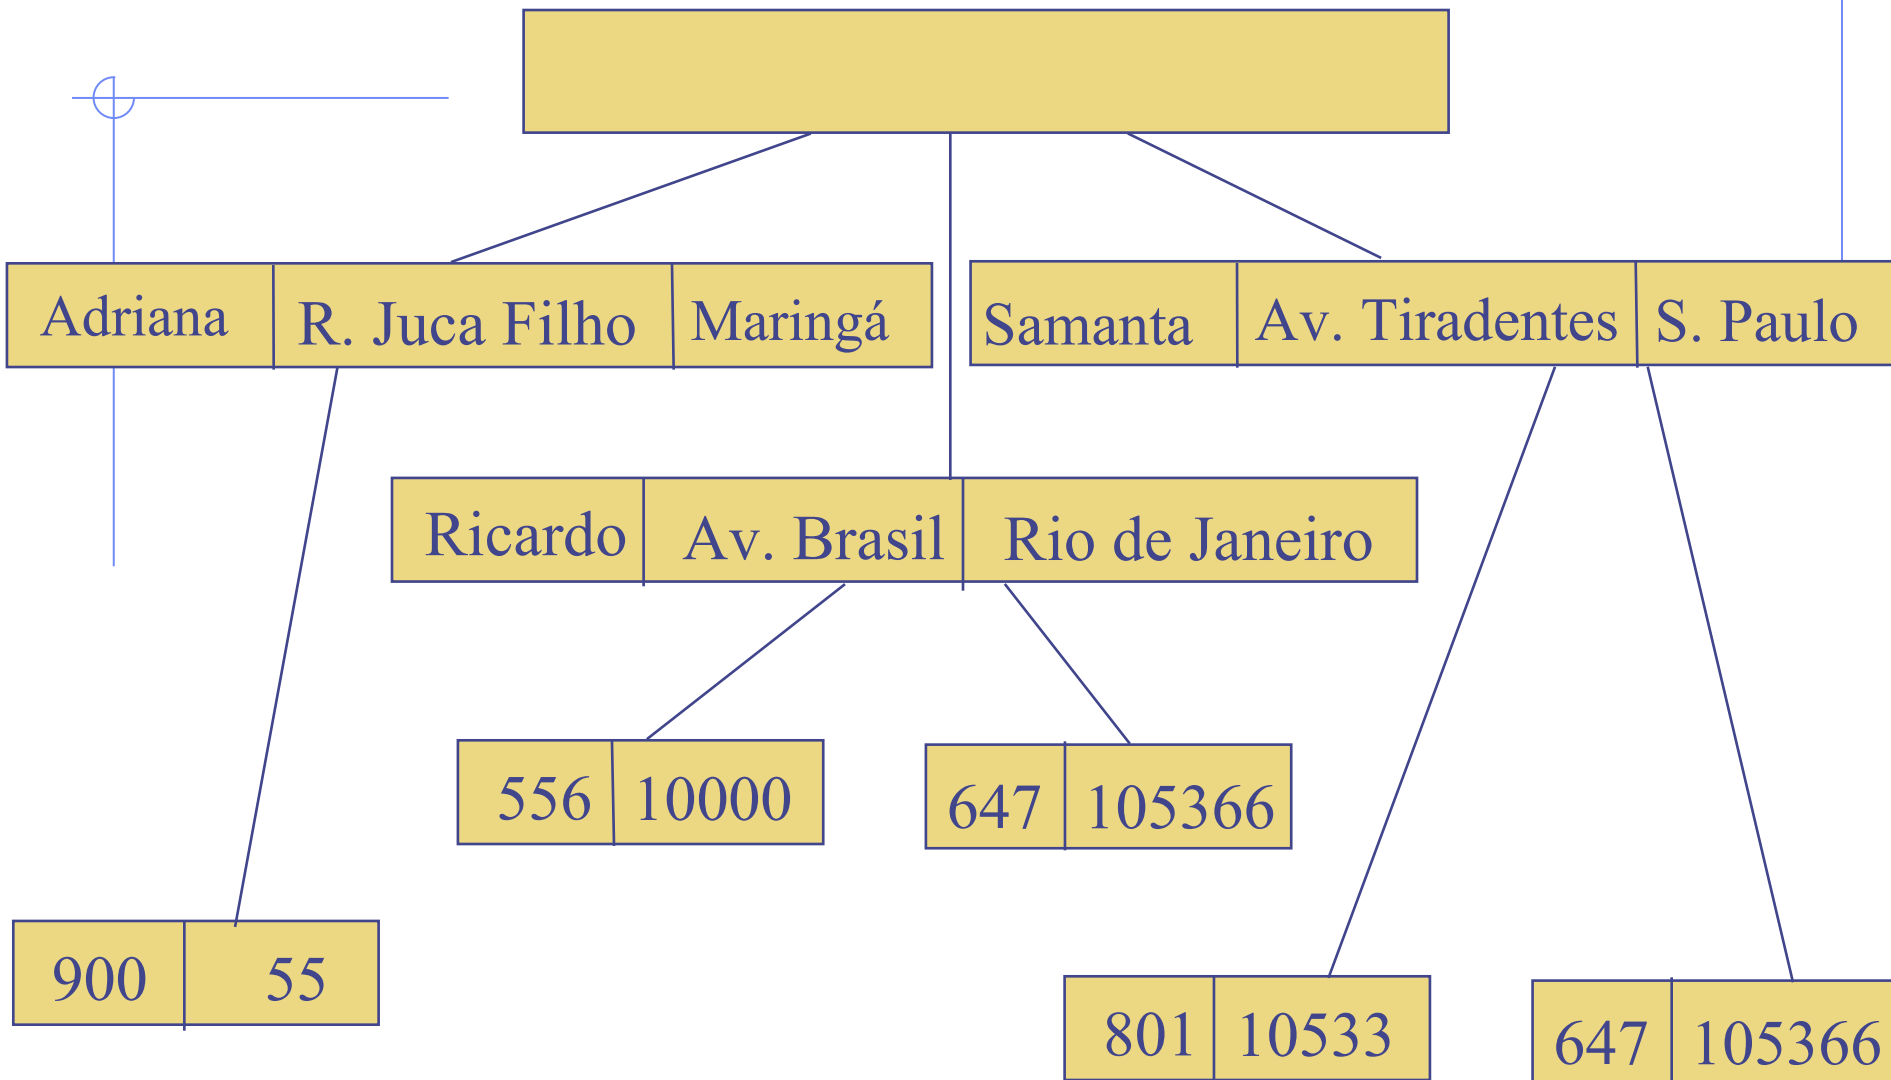 Adriana R. Juca Filho Maringá
Samanta Av. Tiradentes S. Paulo
Ricardo Av. Brasil Rio de Janeiro
556 10000
647 105366
900 55
801 10533
647 105366